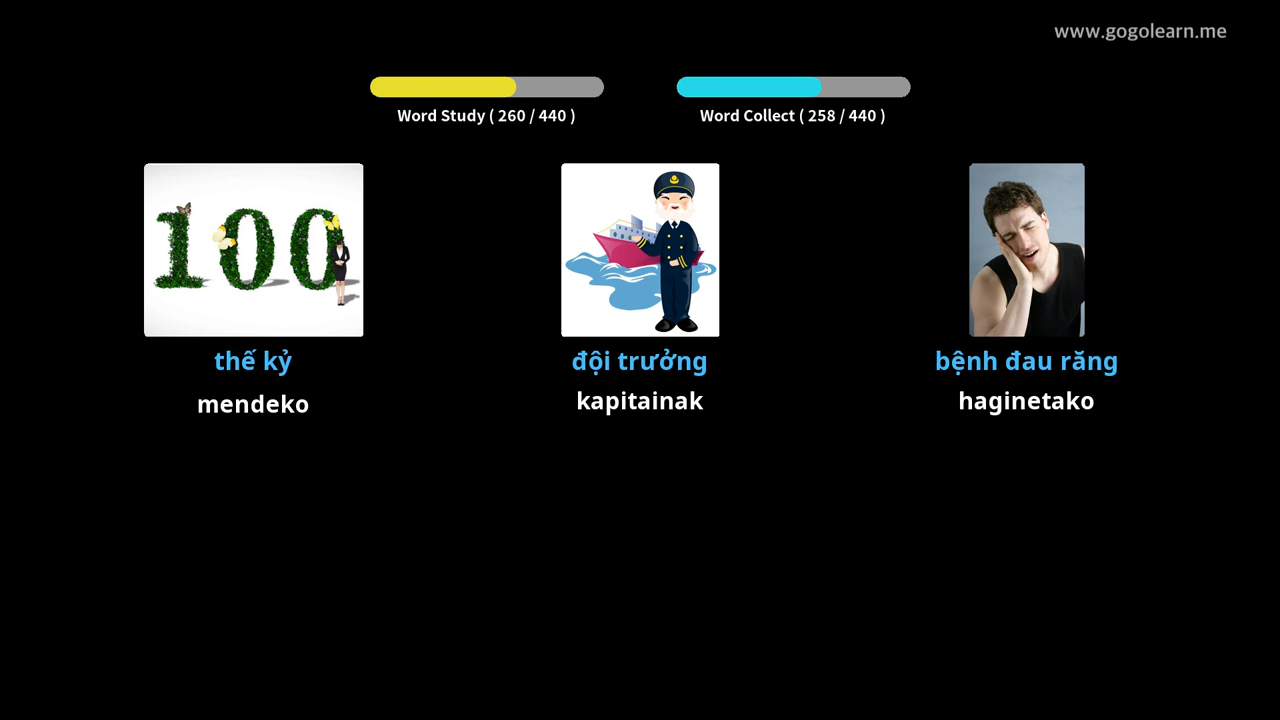 www.gogolearn.me
Word Study ( 260 / 440 )
Word Collect ( 258 / 440 )
100
thế kỷ
đội trưởng
bệnh đau răng
mendeko
kapitainak
haginetako